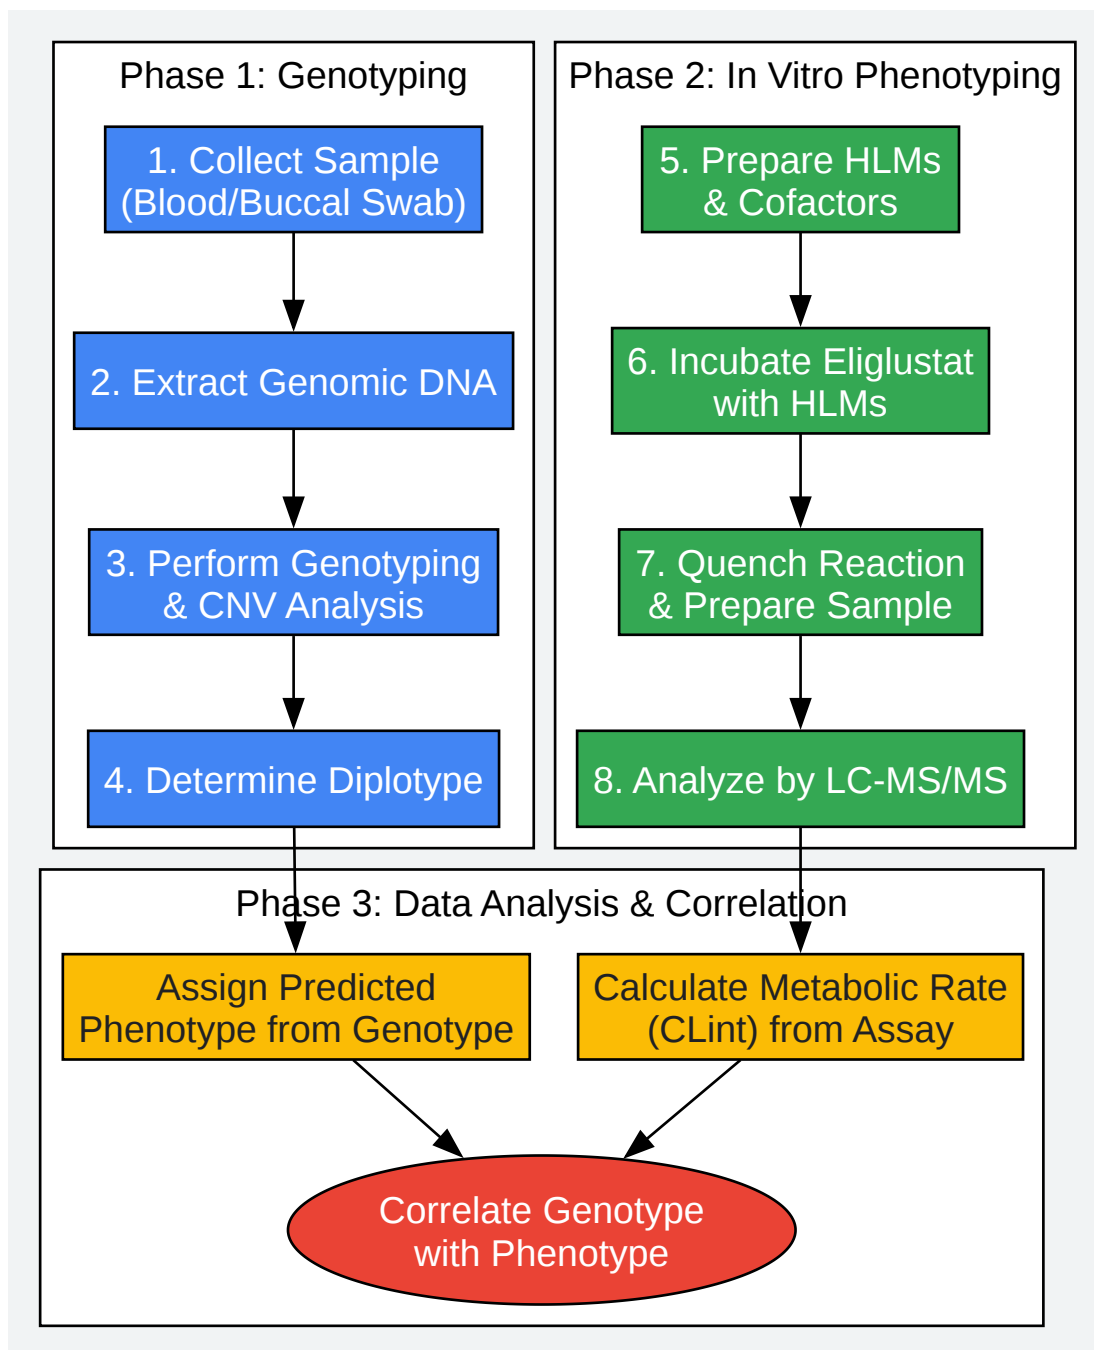 Phase 1: Genotyping
1. Collect Sample
(Blood/Buccal Swab)
2. Extract Genomic DNA
3. Perform Genotyping
& CNV Analysis
4. Determine Diplotype
Phase 2: In Vitro Phenotyping
5. Prepare HLMs
& Cofactors
6. Incubate Eliglustat
with HLMs
7. Quench Reaction
& Prepare Sample
8. Analyze by LC-MS/MS
Phase 3: Data Analysis & Correlation
Assign Predicted
Phenotype from Genotype
Calculate Metabolic Rate
(CLint) from Assay
Correlate Genotype
with Phenotype